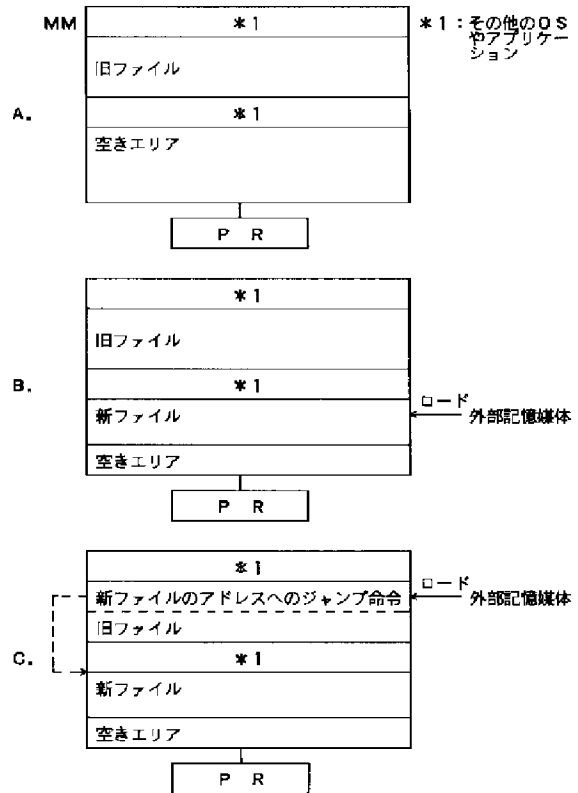 MM
*1
*1:その他のOS
やアプリケー
ション
旧ファイル
A.
*1
空きエリア
P R
*1
旧ファイル
B.
*1
新ファイル
ロード
外部記憶媒体
空きエリア
P R
*1
新ファイルのアドレスへのジャンプ命令
ロード
外部記憶媒体
旧ファイル
C.
*1
新ファイル
空きエリア
P R